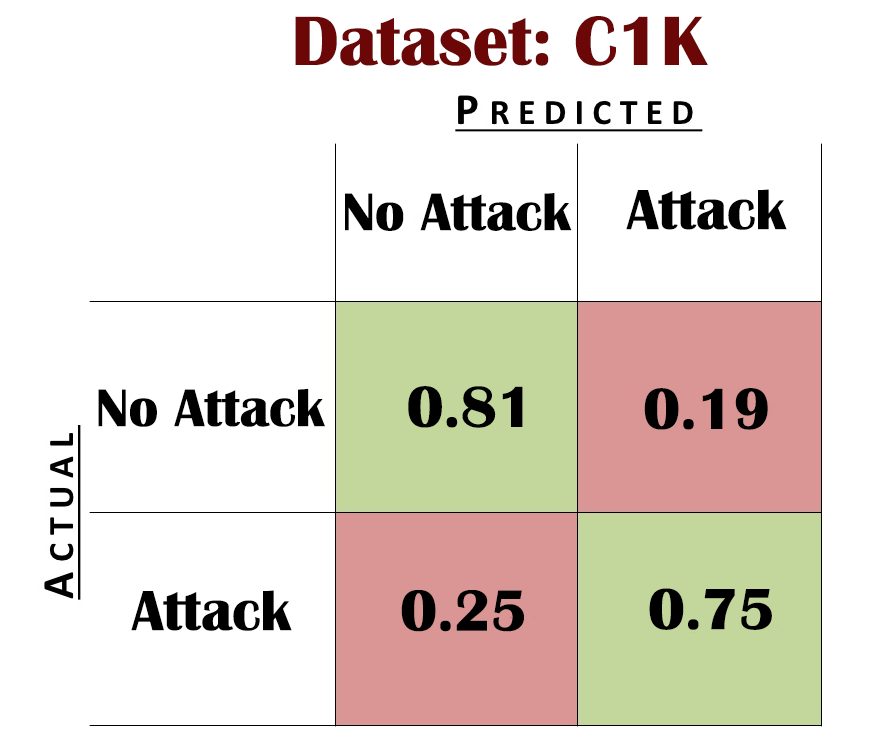 Dataset: C1K
PREDICTED
No Attack Attack
ACTUAL
No Attack 0.81 0.19
Attack 0.25 0.75